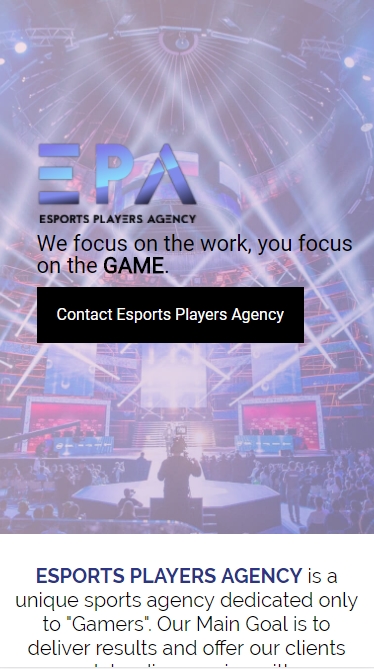 EPA
ESPORTS PLAYERS AGENCY
We focus on the work, you focus
on the GAME.
Contact Esports Players Agency
ESPORTS PLAYERS AGENCY is a
unique sports agency dedicated only
to "Gamers". Our Main Goal is to
deliver results and offer our clients